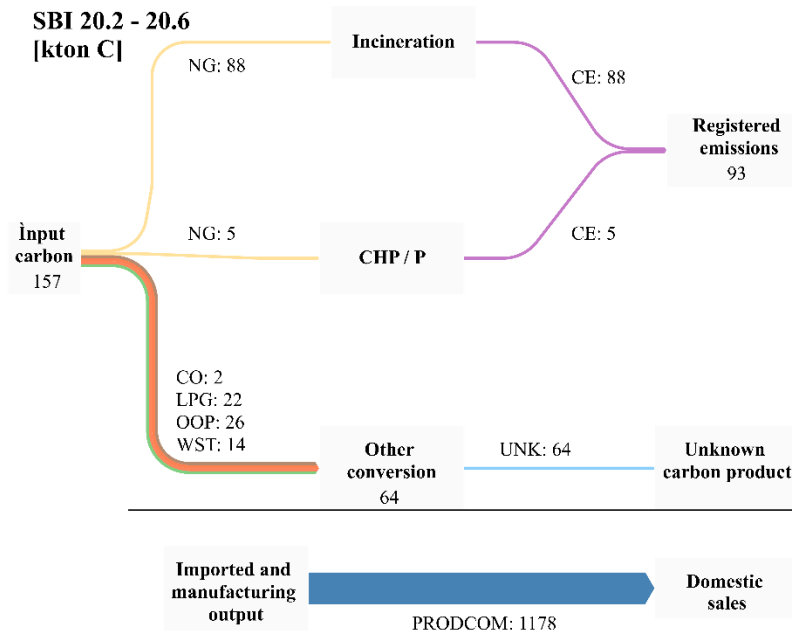 SBI 20.2 - 20.6
[kton C]
Incineration
NG: 88
CE: 88
Registered
emissions
93
NG: 5
CE: 5
Ìnput
carbon
157
CHP / P
CO: 2
LPG: 22
OOP: 26
WST: 14
Other
conversion
64
UNK: 64
Unknown
carbon product
Imported and
manufacturing
output
Domestic
sales
PRODCOM: 1178